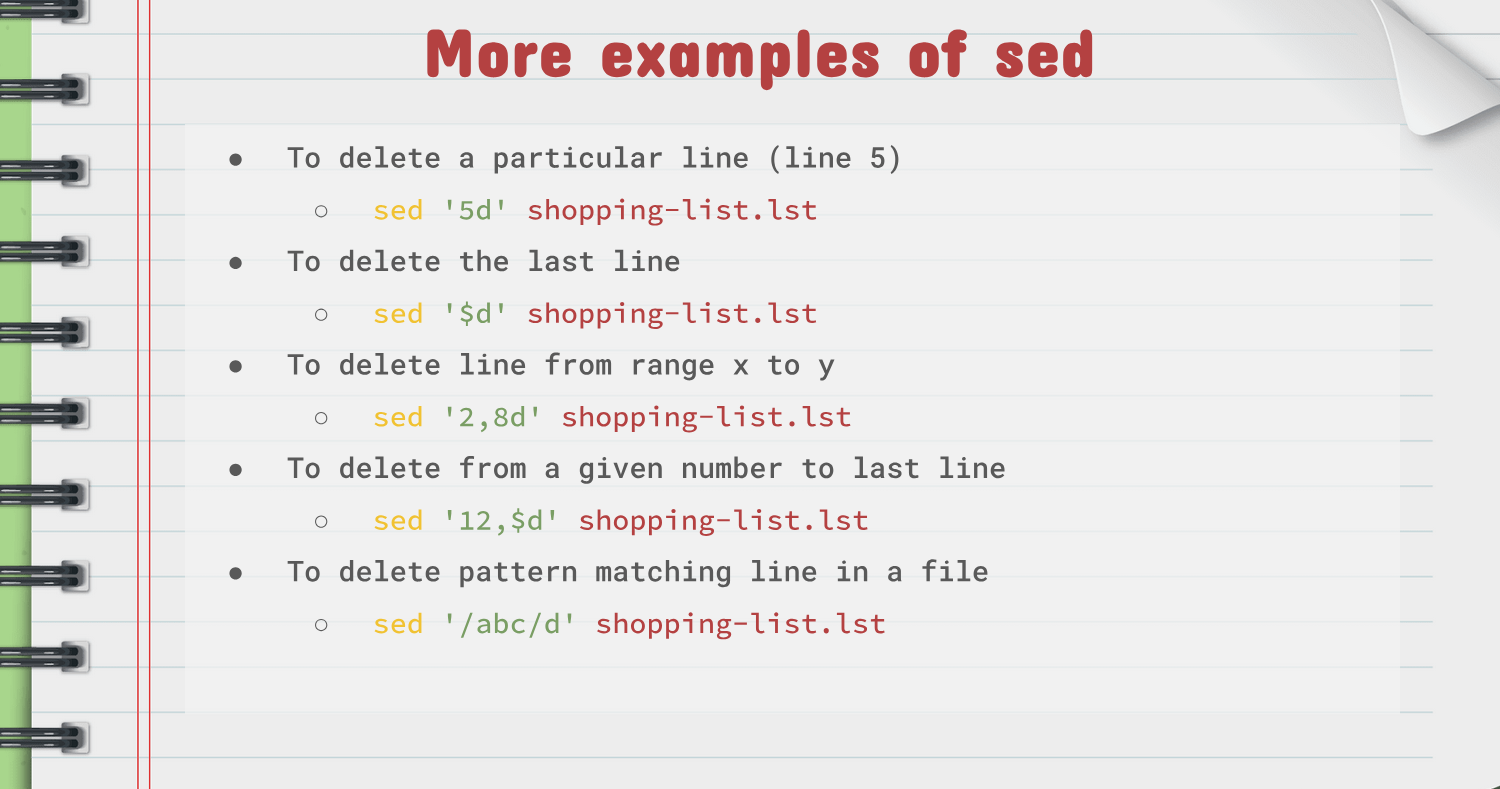 More examples of sed
● To delete a particular line (line 5)
○ sed '5d' shopping-list.lst
● To delete the last line
○ sed '$d' shopping-list.lst
● To delete line from range x to y
○ sed '2,8d' shopping-list.lst
● To delete from a given number to last line
○ sed '12,$d' shopping-list.lst
● To delete pattern matching line in a file
○ sed '/abc/d' shopping-list.lst